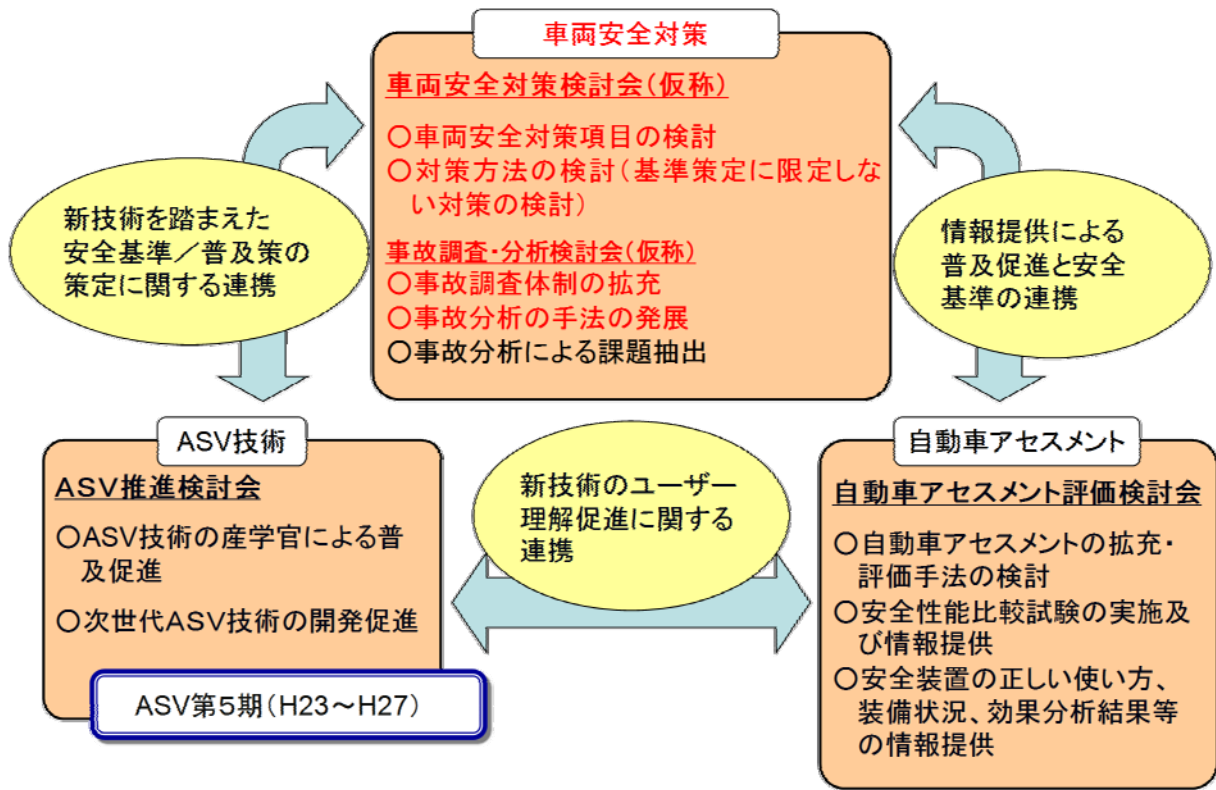 車両安全対策
車両安全対策検討会(仮称)
○車両安全対策項目の検討
○対策方法の検討(基準策定に限定しな
い対策の検討)
事故調査・分析検討会(仮称)
○事故調査体制の拡充
○事故分析の手法の発展
○事故分析による課題抽出
新技術を踏まえた
安全基準／普及策の
策定に関する連携
情報提供による
普及促進と安全
基準の連携
ASV技術
ASV推進検討会
○ASV技術の産学官による普
及促進
○次世代ASV技術の開発促進
ASV第5期(H23～H27)
新技術のユーザー
理解促進に関する
連携
自動車アセスメント
自動車アセスメント評価検討会
○自動車アセスメントの拡充・
評価手法の検討
○安全性能比較試験の実施及
び情報提供
○安全装置の正しい使い方、
装備状況、効果分析結果等
の情報提供